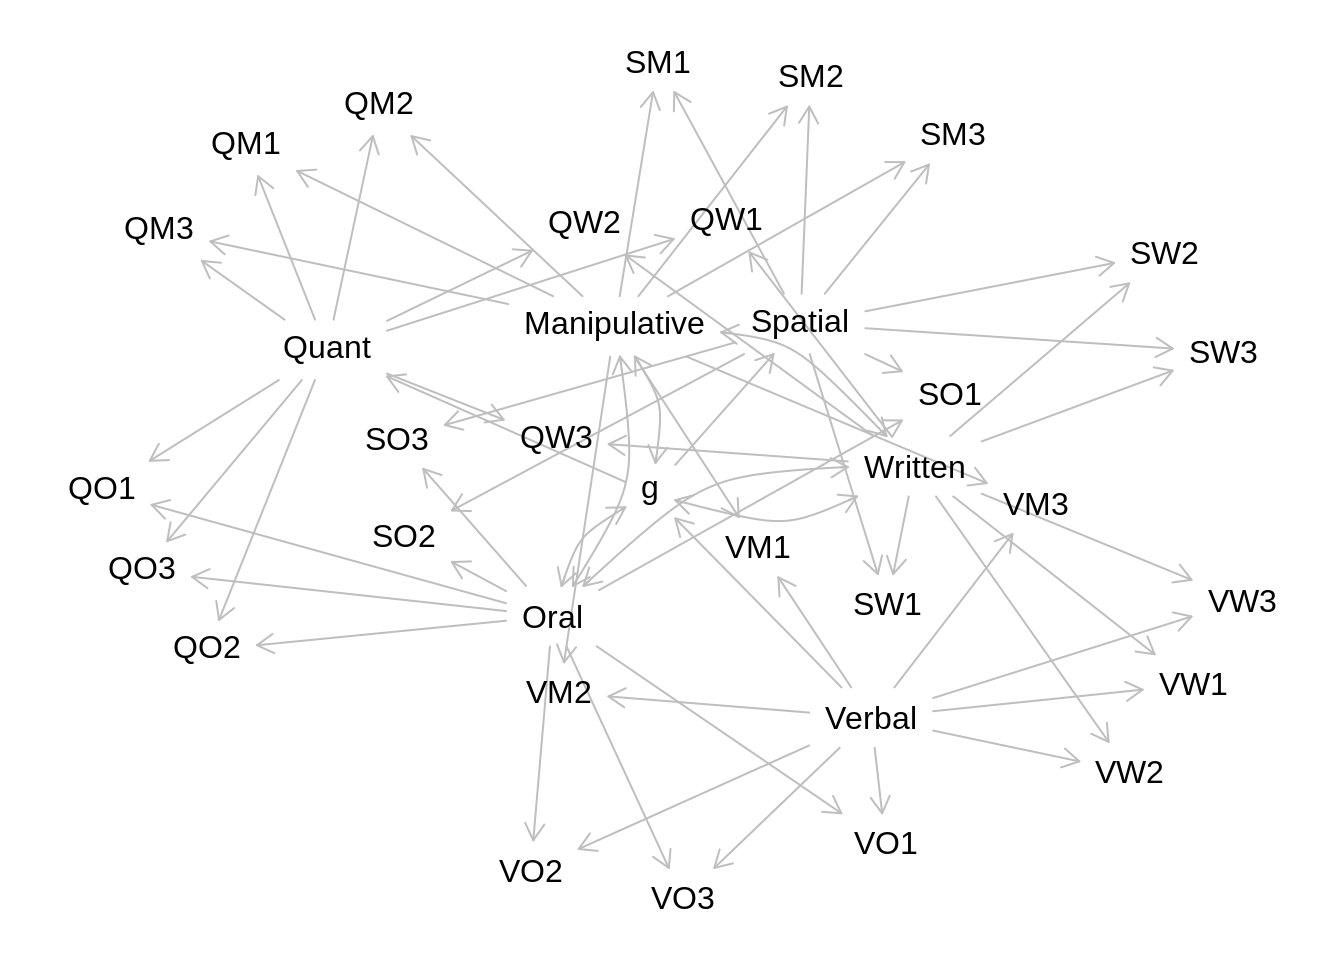 SM1
SM2
QM2
SM3
QM1
QW2
QW1
QM3
SW2
Manipulative
Spatial
Quant
SW3
SO1
SO3
QW3
Written
QO1
g
VM3
SO2
VM1
QO3
SW1
VW3
Oral
QO2
VM2
VW1
Verbal
VW2
VO1
VO2
VO3